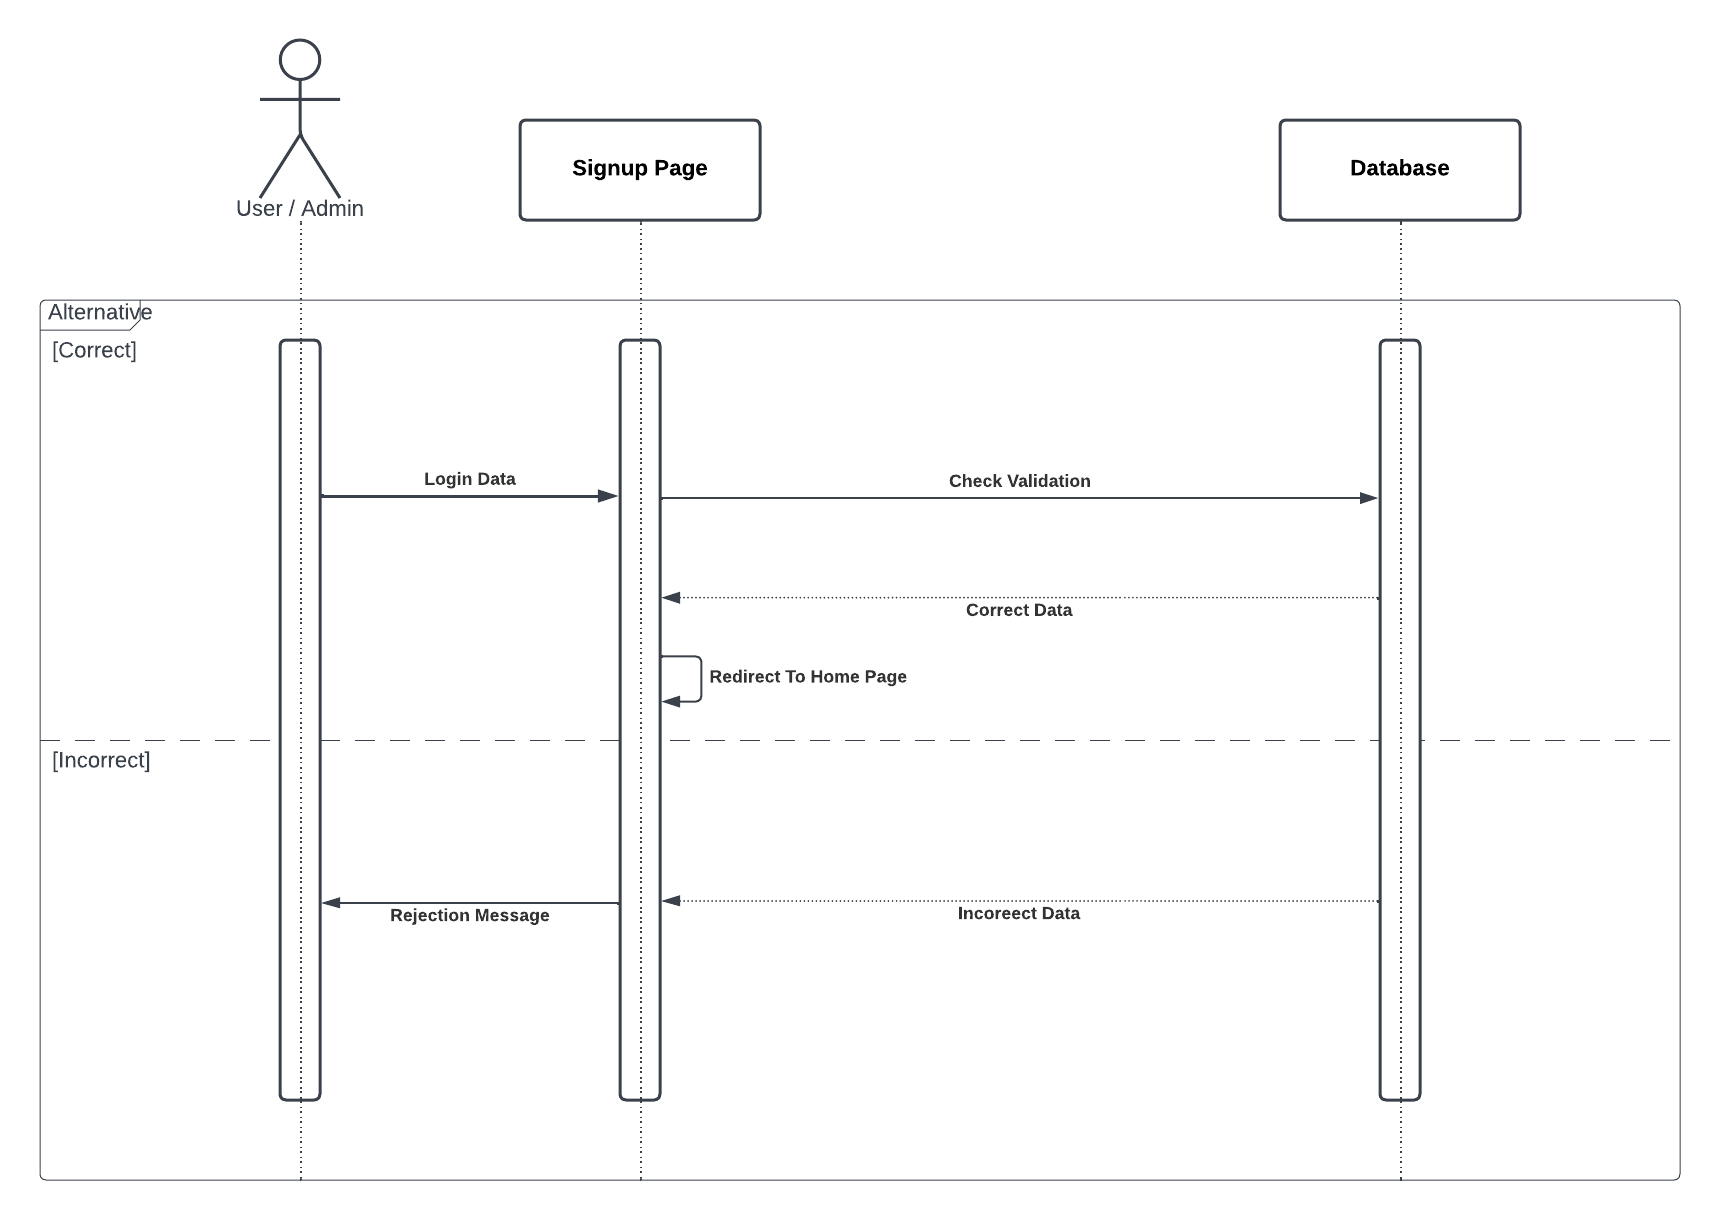 User / Admin
Signup Page
Database
Alternative
[Correct]
Login Data
Check Validation
Correct Data
Redirect To Home Page
[Incorrect]
Rejection Message
Incoreect Data